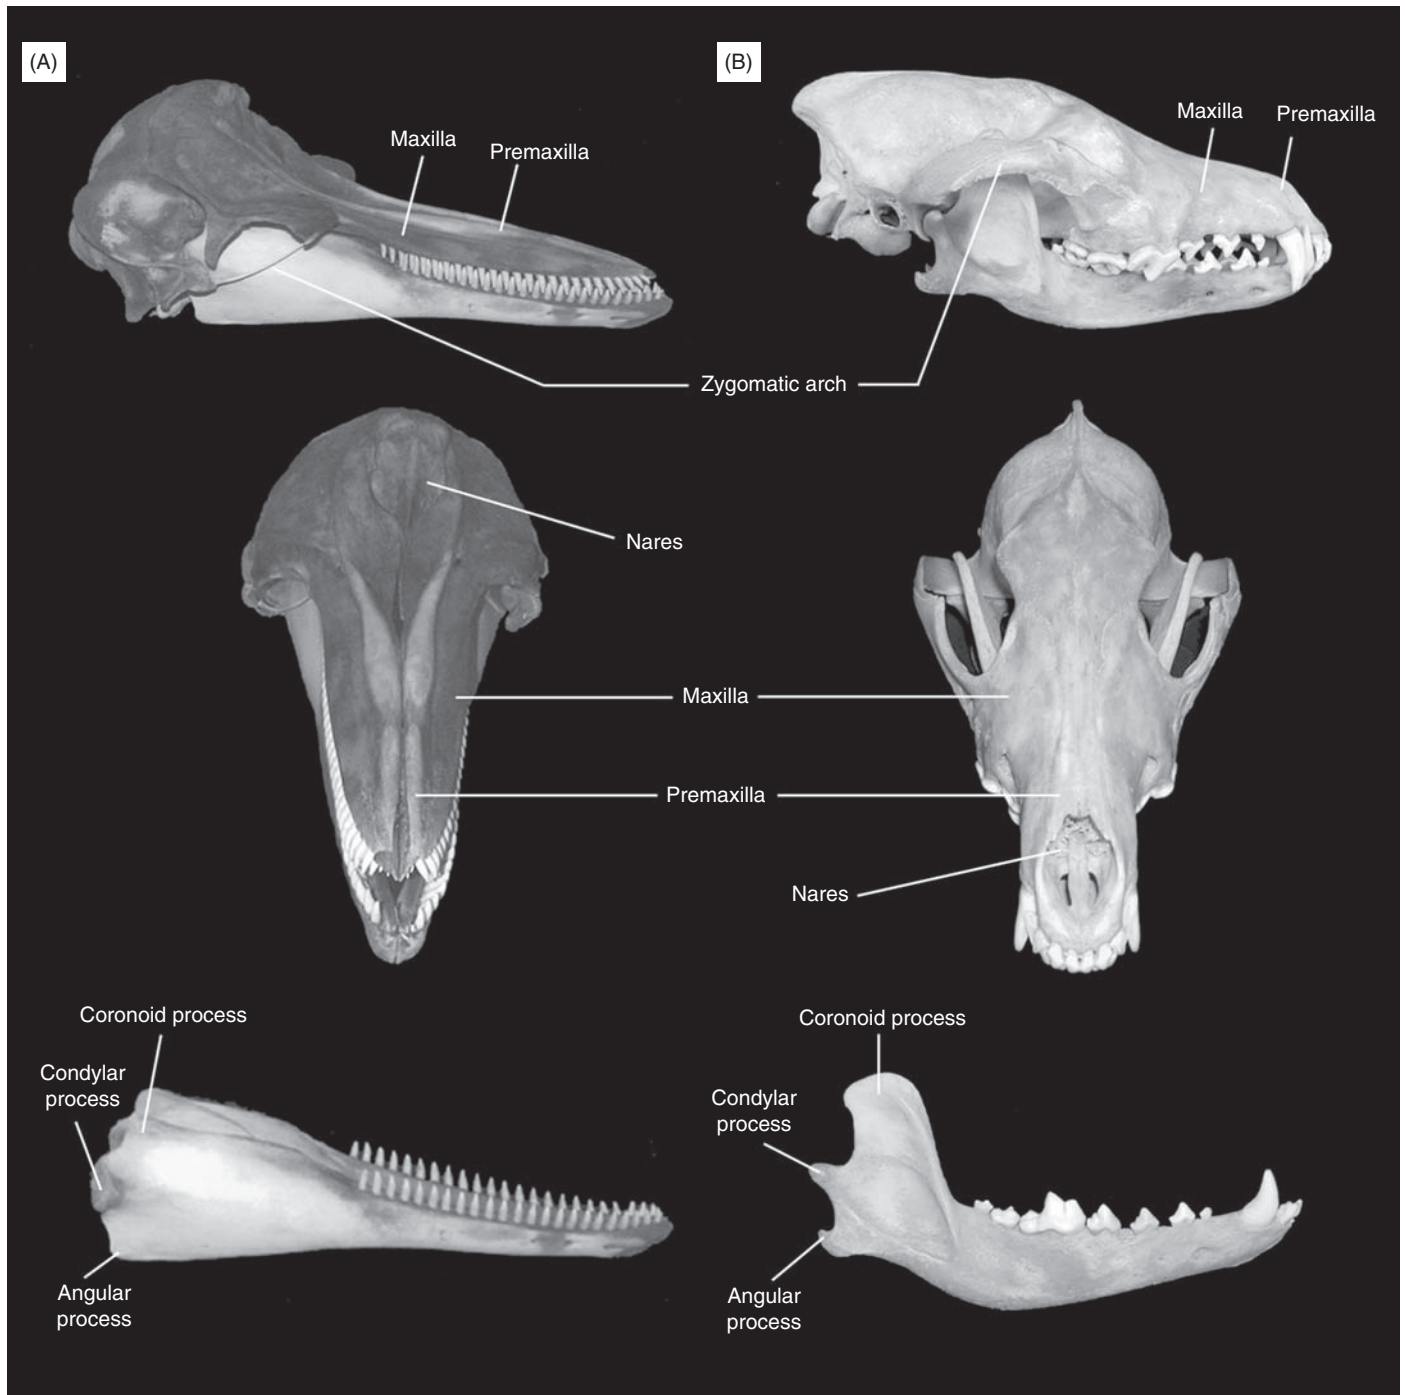 (A)
(B)
Maxilla
Premaxilla
Maxilla
Premaxilla
Zygomatic arch
Nares
Maxilla
Premaxilla
Nares
Coronoid process
Condylar
process
Angular
process
Coronoid process
Condylar
process
Angular
process